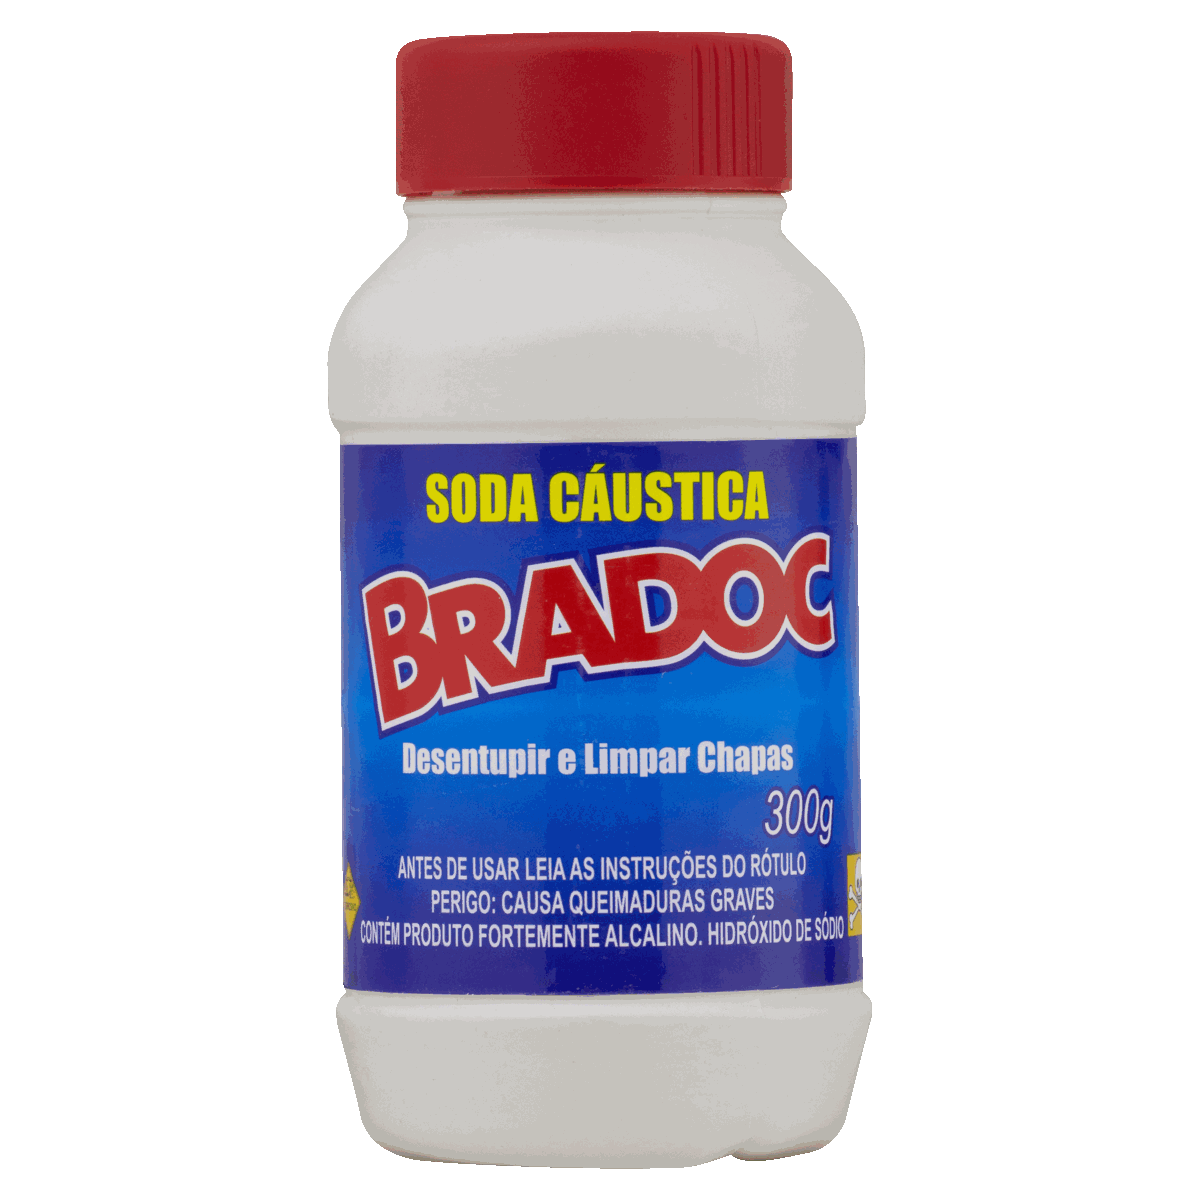 SODA CÁUSTICA
BRADOC
Desentupir e Limpar Chapas
300g
ANTES DE USAR LEIA AS INSTRUÇÕES DO RÓTULO
PERIGO: CAUSA QUEIMADURAS GRAVES
CONTÉM PRODUTO FORTEMENTE ALCALINO. HIDRÓXIDO DE SÓDIO